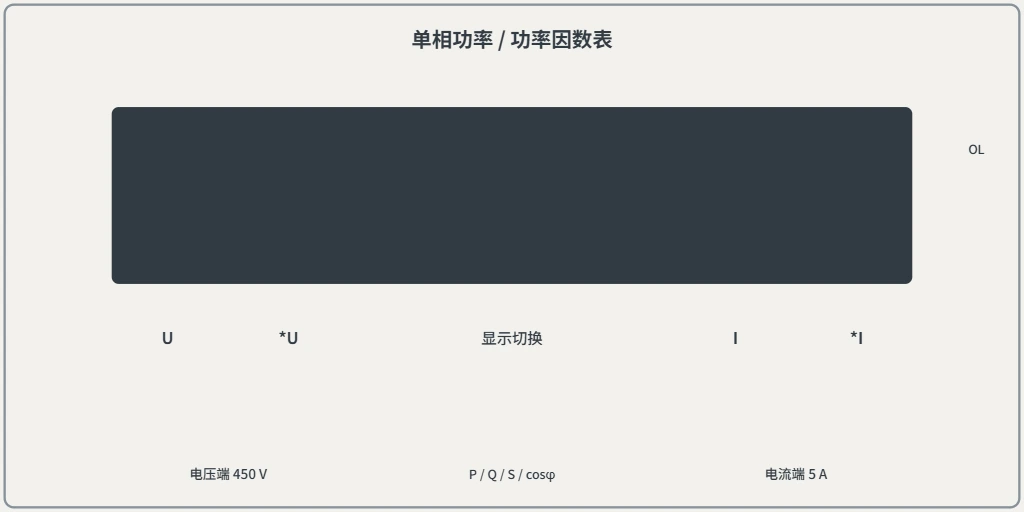 单相功率 / 功率因数表
OL
U
*U
显示切换
I
*I
电压端 450 V
P / Q / S / cosφ
电流端 5 A